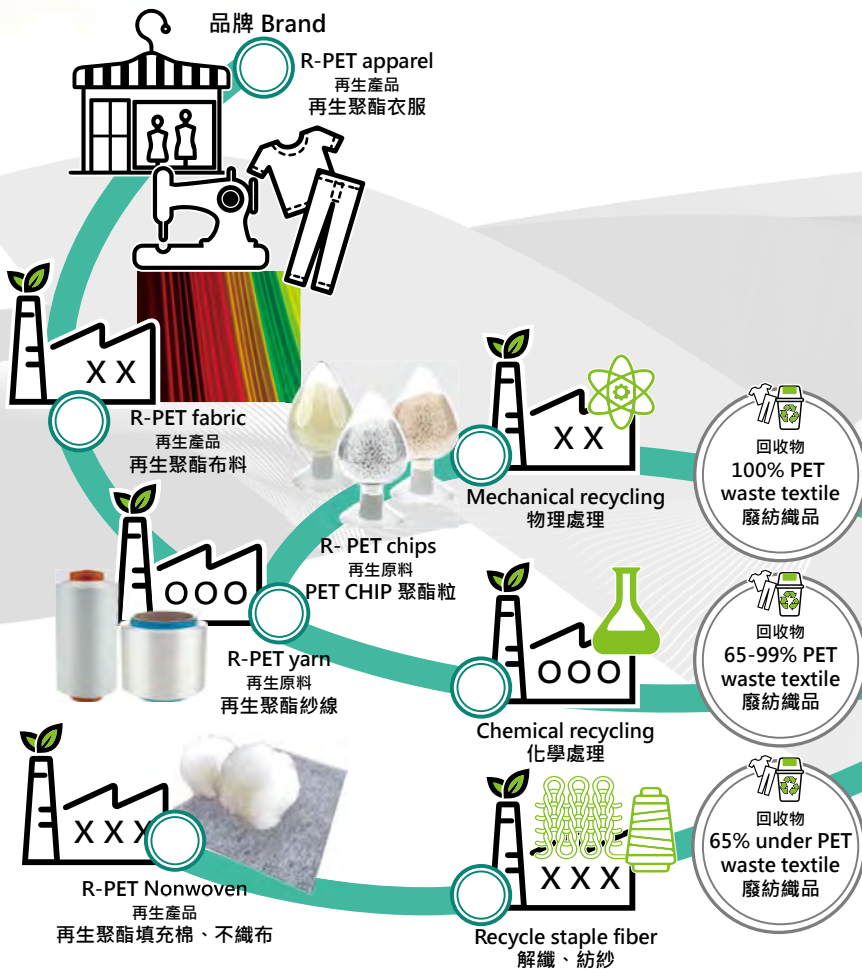 品牌 Brand
R-PET apparel
再生產品
再生聚酯衣服
X X
R-PET fabric
再生產品
再生聚酯布料
X X
Mechanical recycling
物理處理
回收物
100% PET
waste textile
廢紡織品
R- PET chips
再生原料
PET CHIP 聚酯粒
OOO
R-PET yarn
再生原料
再生聚酯紗線
OOO
Chemical recycling
化學處理
回收物
65-99% PET
waste textile
廢紡織品
X X X
R-PET Nonwoven
再生產品
再生聚酯填充棉、不織布
X X X
Recycle staple fiber
解纖、紡紗
回收物
65% under PET
waste textile
廢紡織品